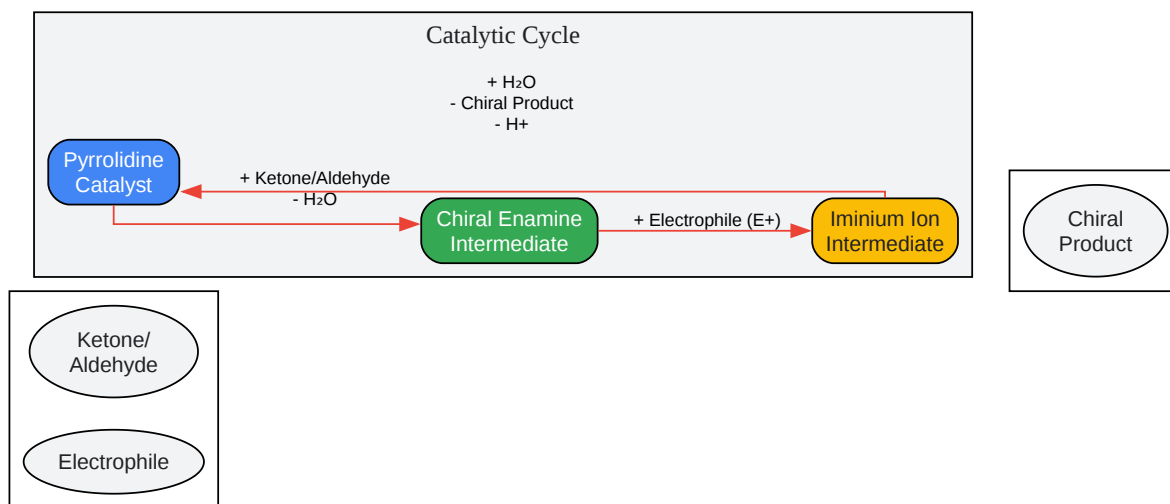 Catalytic Cycle
+ H₂O
- Chiral Product
- H+
Pyrrolidine
Catalyst
+ Ketone/Aldehyde
- H₂O
Chiral Enamine
Intermediate
+ Electrophile (E+)
Iminium Ion
Intermediate
Chiral
Product
Ketone/
Aldehyde
Electrophile